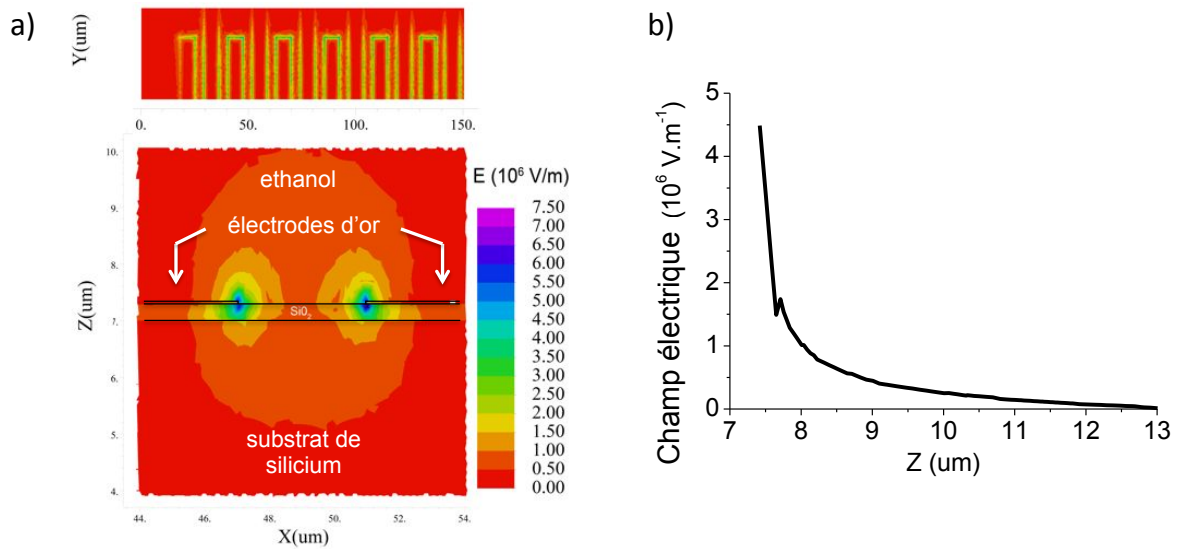 a)
Y(um)
0. 50. 100. 150.
10.
9.
8.
7.
6.
5.
4.
Z(um)
ethanol
électrodes d'or
SiO₂
substrat de
silicium
44. 46. 48. 50. 52. 54.
X(um)
E (10⁶ V/m)
7.50
7.00
6.50
6.00
5.50
5.00
4.50
4.00
3.50
3.00
2.50
2.00
1.50
1.00
0.50
0.00
b)
Champ électrique (10⁶ V.m⁻¹)
5
4
3
2
1
0
7 8 9 10 11 12 13
Z (um)